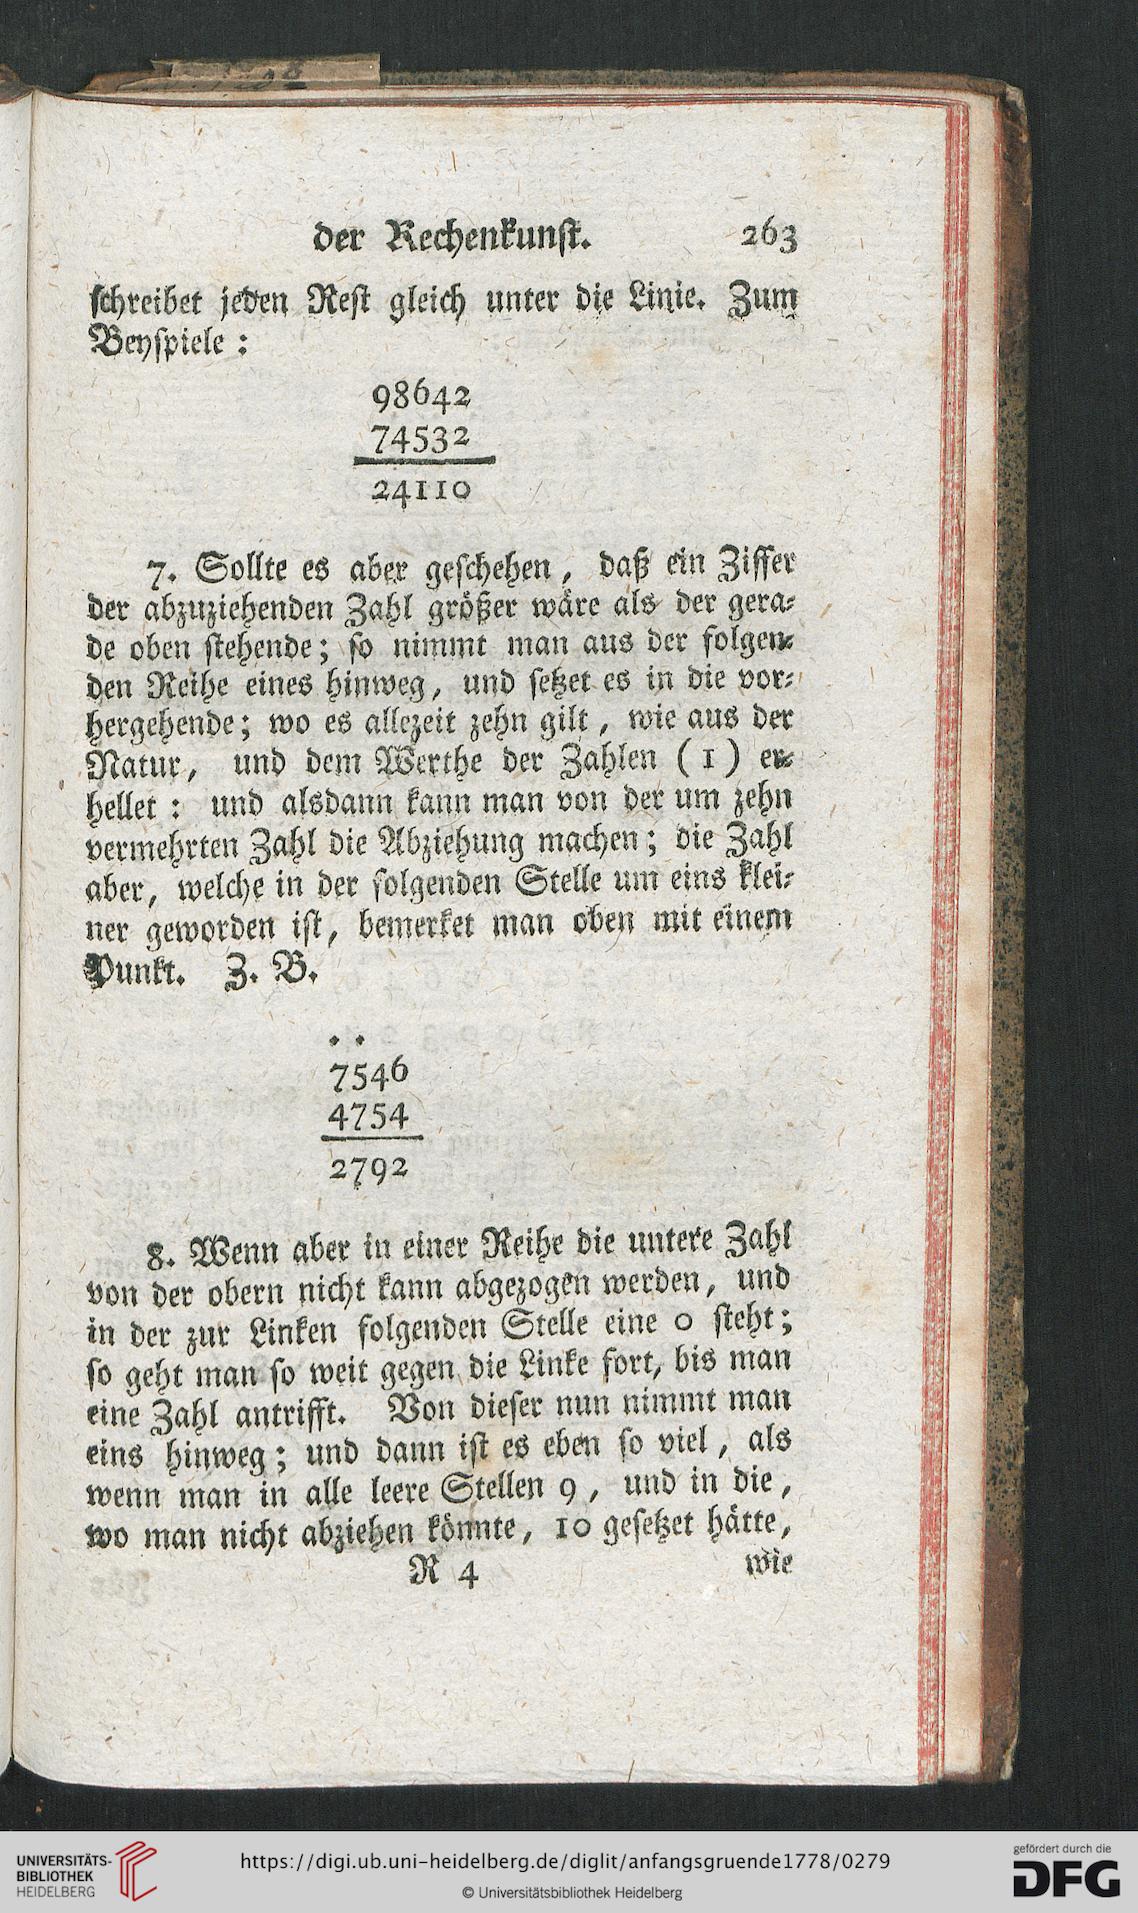 der Rechenkunst. 263
schreibet jeden Rest gleich unter die Linie. Zum
Beyspiele :
98642
74532
24110
7. Sollte es aber geschehen, daß ein Ziffer
der abzuziehenden Zahl größer wäre als der gera-
de oben stehende; so nimmt man aus der folgen-
den Reihe eines hinweg, und setzet es in die vor-
hergehende; wo es allezeit zehn gilt, wie aus der
Natur, und dem Werthe der Zahlen (1) er-
hellet : und alsdann kann man von der um zehn
vermehrten Zahl die Abziehung machen; die Zahl
aber, welche in der folgenden Stelle um eins klei-
ner geworden ist, bemerket man oben mit einem
Punkt. Z. B.
. .
7546
4754
2792
8. Wenn aber in einer Reihe die untere Zahl
von der obern nicht kann abgezogen werden, und
in der zur Linken folgenden Stelle eine 0 steht;
so geht man so weit gegen die Linke fort, bis man
eine Zahl antrifft. Von dieser nun nimmt man
eins hinweg; und dann ist es eben so viel, als
wenn man in alle leere Stellen 9, und in die,
wo man nicht abziehen könnte, 10 gesetzet hätte,
R 4 wie
UNIVERSITÄTS-
BIBLIOTHEK
HEIDELBERG
https://digi.ub.uni-heidelberg.de/diglit/anfangsgruende1778/0279
© Universitätsbibliothek Heidelberg
gefördert durch die
DFG